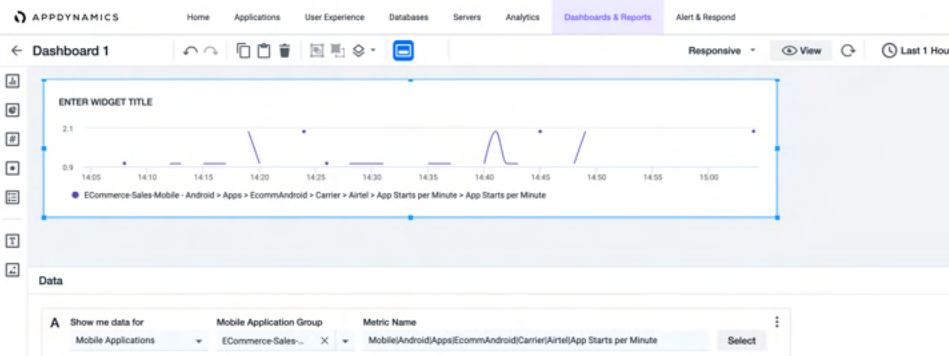 APPDYNAMICS Home Applications User Experience Databases Servers Analytics Dashboards & Reports Alert & Respond
Dashboard 1 Responsive View Last 1 Hou
ENTER WIDGET TITLE
2.1
0.9
14:05 14:10 14:15 14:20 14:25 14:30 14:35 14:40 14:45 14:50 14:55 15:00
ECommerce-Sales-Mobile - Android > Apps > EcommAndroid > Carrier > Airtel > App Starts per Minute > App Starts per Minute
Data
A Show me data for Mobile Application Group Metric Name
Mobile Applications ECommerce-Sales-... Mobile|Android|Apps|EcommAndroid|Carrier|Airtel|App Starts per Minute Select